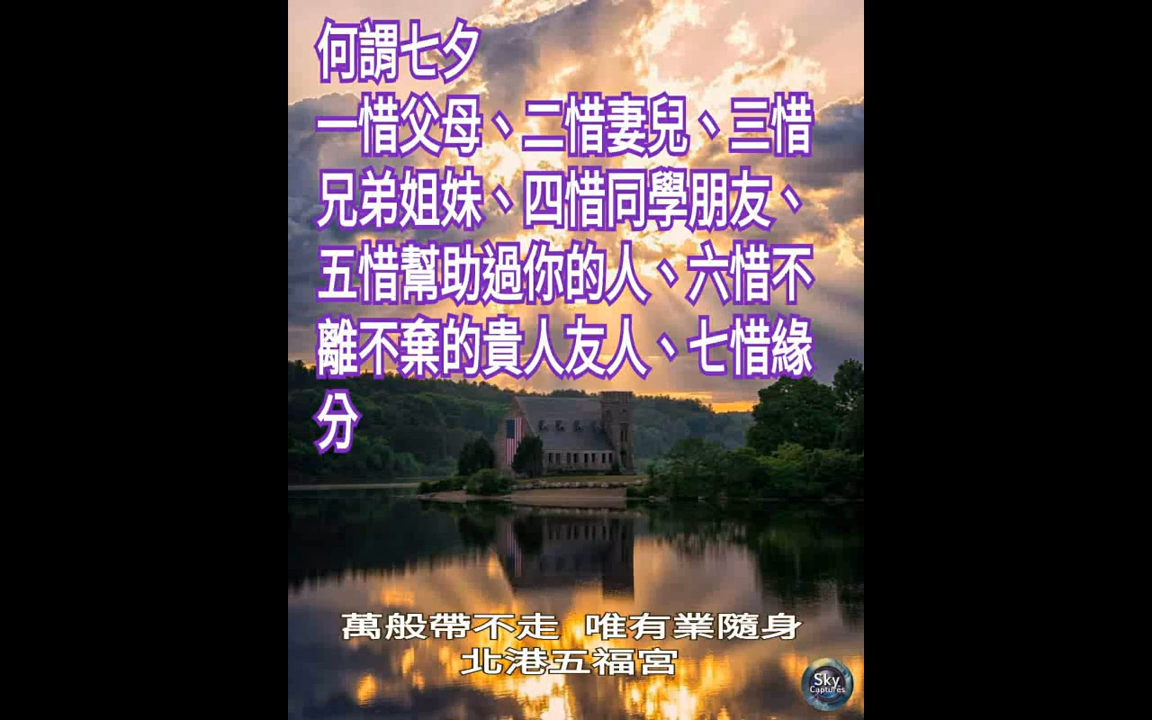 何謂七夕
一惜父母、二惜妻兒、三惜
兄弟姐妹、四惜同學朋友、
五惜幫助過你的人、六惜不
離不棄的貴人友人、七惜緣
分
萬般帶不走 唯有業隨身
北港五福宮
Sky
Captures